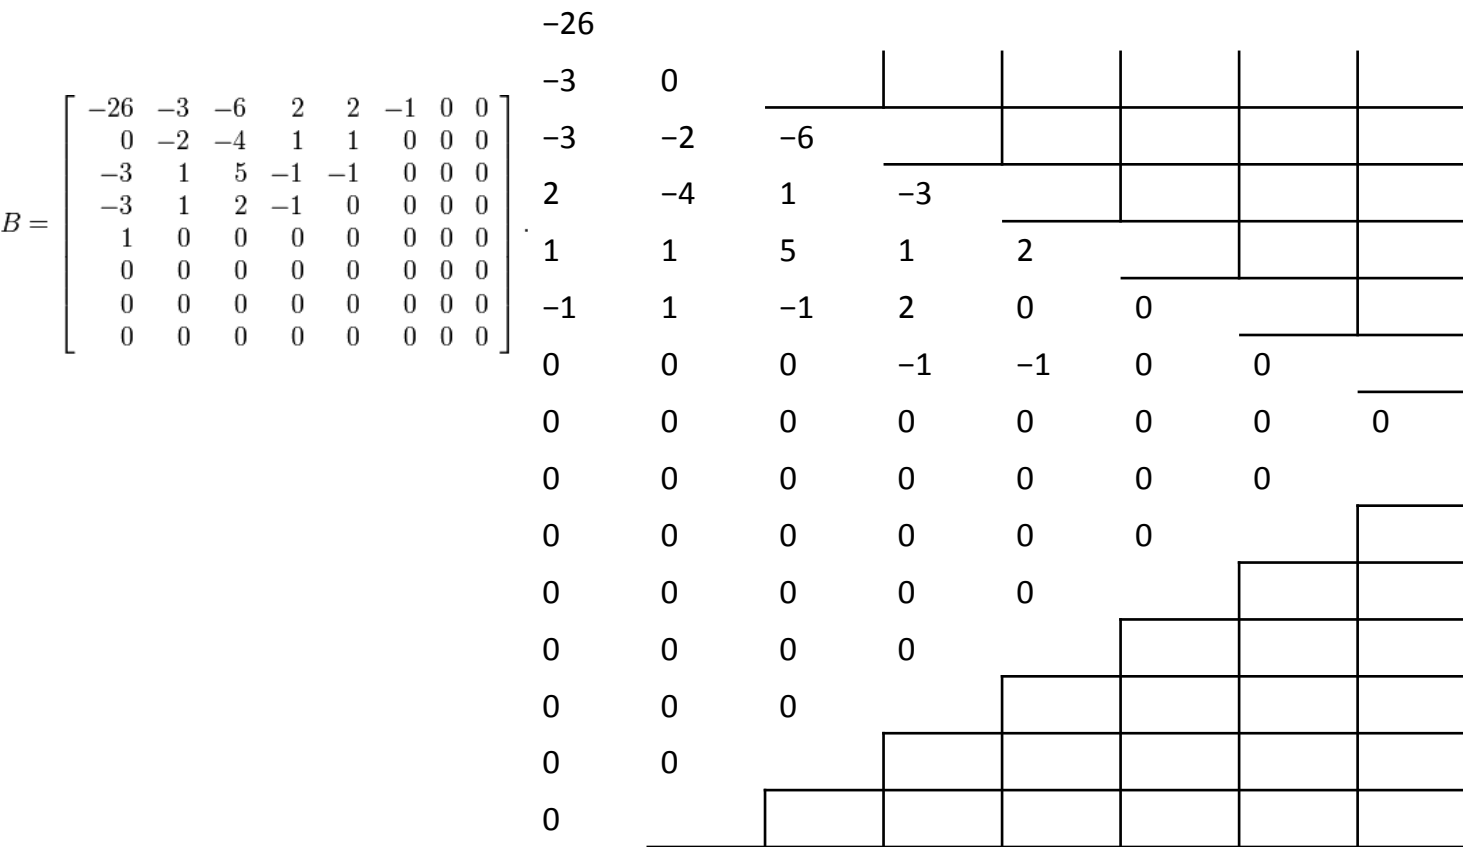 B = [ −26 −3 −6 2 2 −1 0 0
0 −2 −4 1 1 0 0 0
−3 1 5 −1 −1 0 0 0
−3 1 2 −1 0 0 0 0
1 0 0 0 0 0 0 0
0 0 0 0 0 0 0 0
0 0 0 0 0 0 0 0
0 0 0 0 0 0 0 0 ] .
−26
−3 0
−3 −2 −6
2 −4 1 −3
1 1 5 1 2
−1 1 −1 2 0 0
0 0 0 −1 −1 0 0
0 0 0 0 0 0 0 0
0 0 0 0 0 0 0
0 0 0 0 0 0
0 0 0 0 0
0 0 0 0
0 0 0
0 0
0